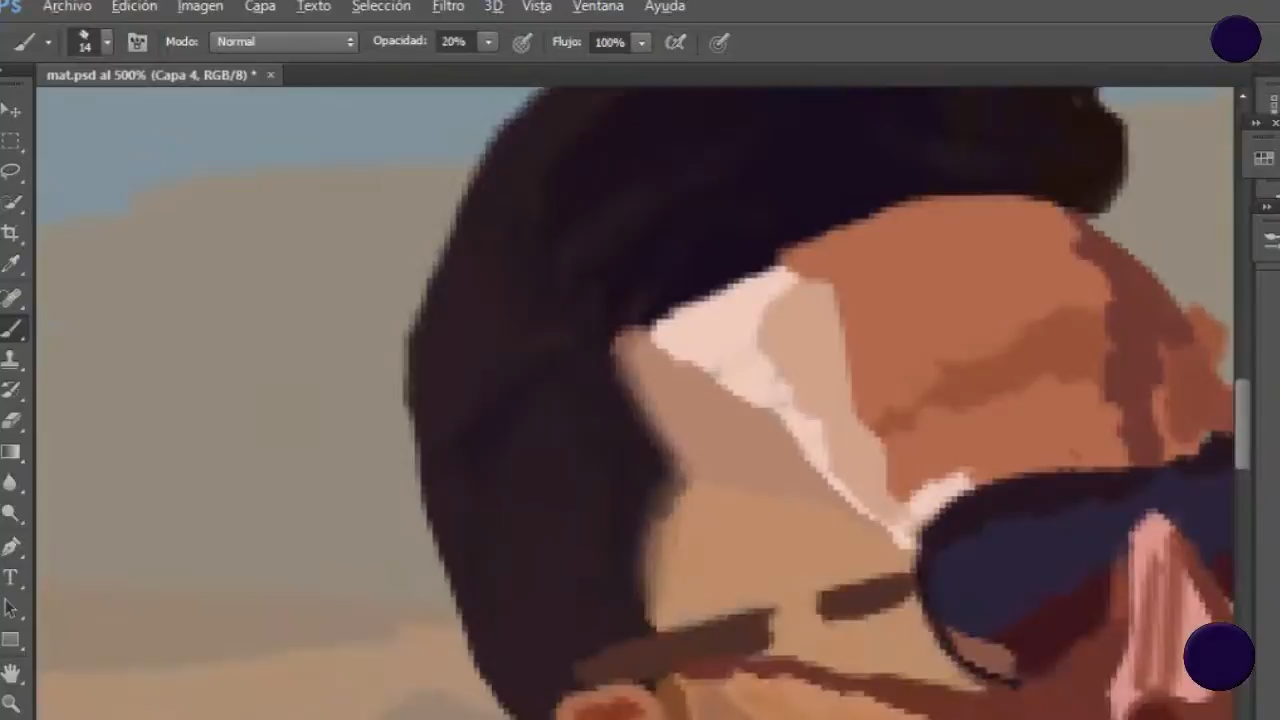 PS Archivo Edición Imagen Capa Texto Selección Filtro 3D Vista Ventana Ayuda
14 Modo: Normal Opacidad: 20% Flujo: 100%
mat.psd al 500% (Capa 4, RGB/8) * ×
T